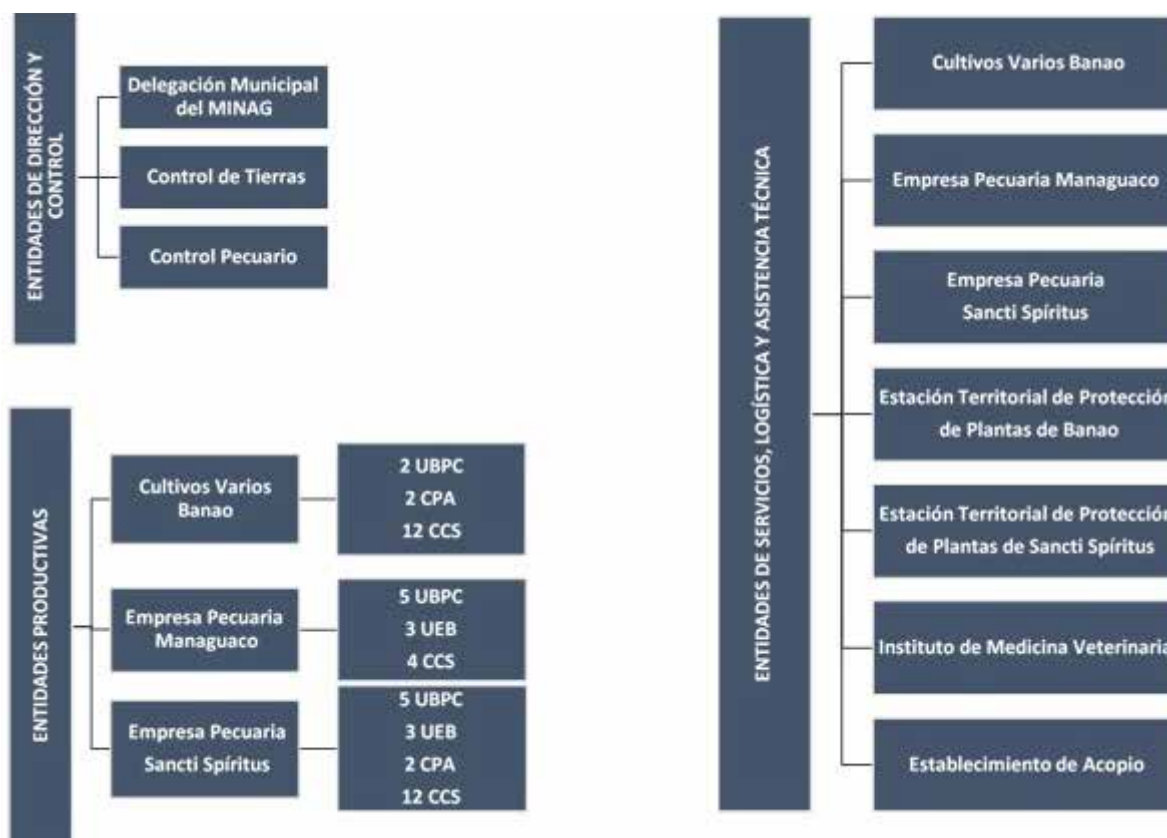 ENTIDADES DE DIRECCIÓN Y
CONTROL
Delegación Municipal
del MINAG
Control de Tierras
Control Pecuario
ENTIDADES PRODUCTIVAS
Cultivos Varios
Banao
2 UBPC
2 CPA
12 CCS
Empresa Pecuaria
Managuaco
5 UBPC
3 UEB
4 CCS
Empresa Pecuaria
Sancti Spíritus
5 UBPC
3 UEB
2 CPA
12 CCS
ENTIDADES DE SERVICIOS, LOGÍSTICA Y ASISTENCIA TÉCNICA
Cultivos Varios Banao
Empresa Pecuaria Managuaco
Empresa Pecuaria
Sancti Spíritus
Estación Territorial de Protección
de Plantas de Banao
Estación Territorial de Protección
de Plantas de Sancti Spíritus
Instituto de Medicina Veterinaria
Establecimiento de Acopio